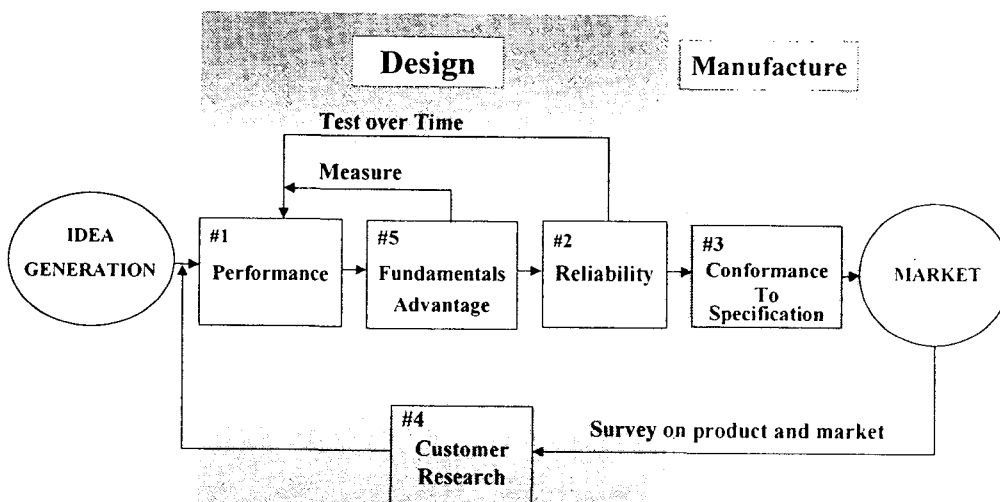 Design
Manufacture
Test over Time
Measure
IDEA
GENERATION
#1
Performance
#5
Fundamentals
Advantage
#2
Reliability
#3
Conformance
To
Specification
MARKET
#4
Customer
Research
Survey on product and market